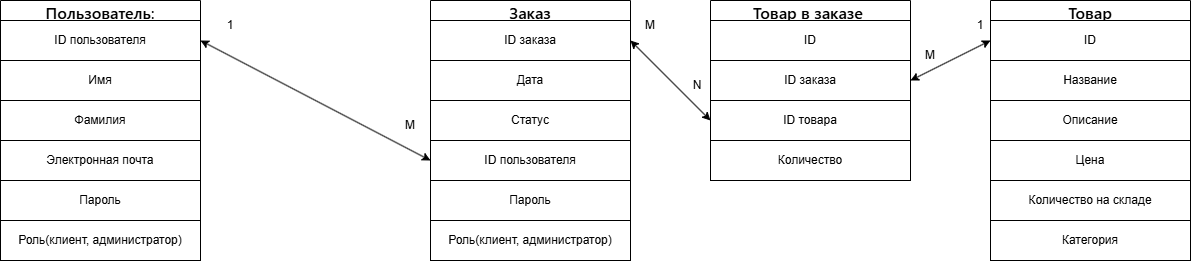 Пользователь:
ID пользователя
Имя
Фамилия
Электронная почта
Пароль
Роль(клиент, администратор)
1
M
Заказ
ID заказа
Дата
Статус
ID пользователя
Пароль
Роль(клиент, администратор)
M
N
Товар в заказе
ID
ID заказа
ID товара
Количество
1
M
Товар
ID
Название
Описание
Цена
Количество на складе
Категория